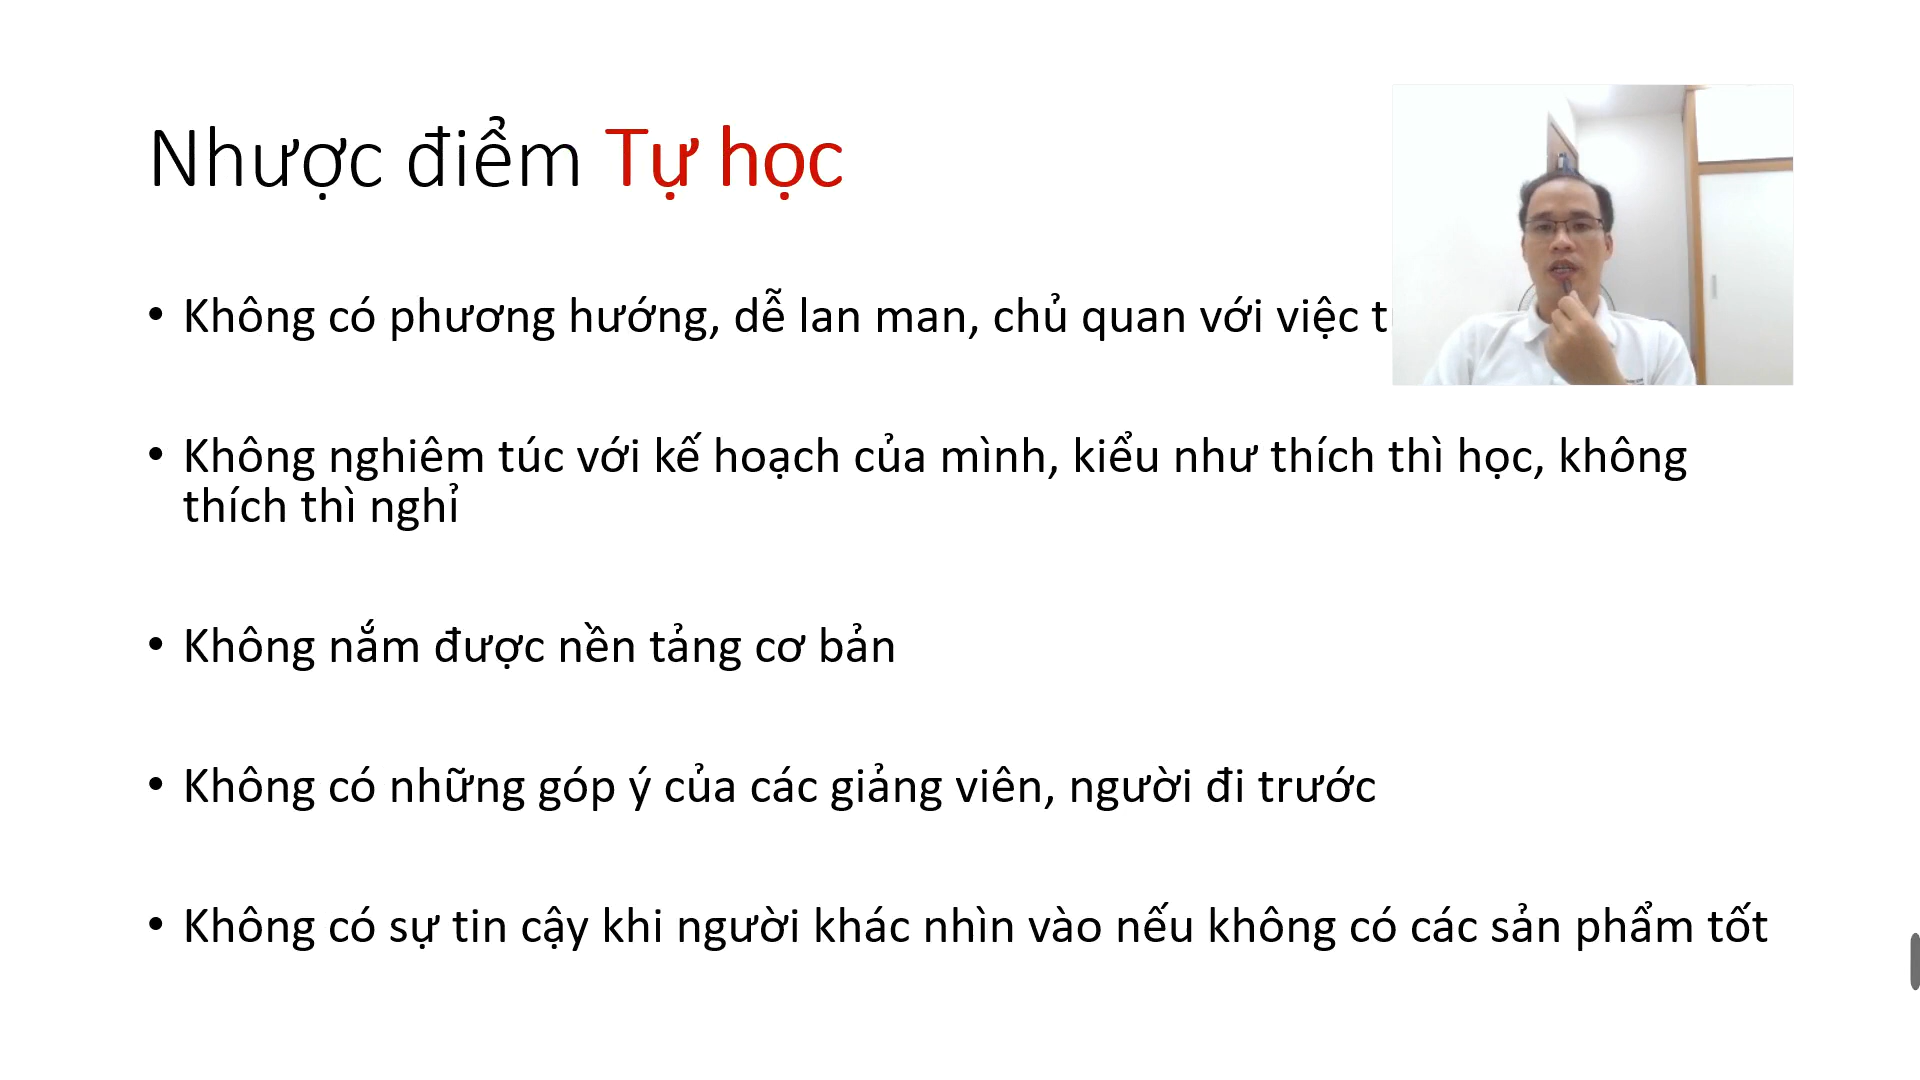 Nhược điểm Tự học
• Không có phương hướng, dễ lan man, chủ quan với việc
• Không nghiêm túc với kế hoạch của mình, kiểu như thích thì học, không
thích thì nghỉ
• Không nắm được nền tảng cơ bản
• Không có những góp ý của các giảng viên, người đi trước
• Không có sự tin cậy khi người khác nhìn vào nếu không có các sản phẩm tốt